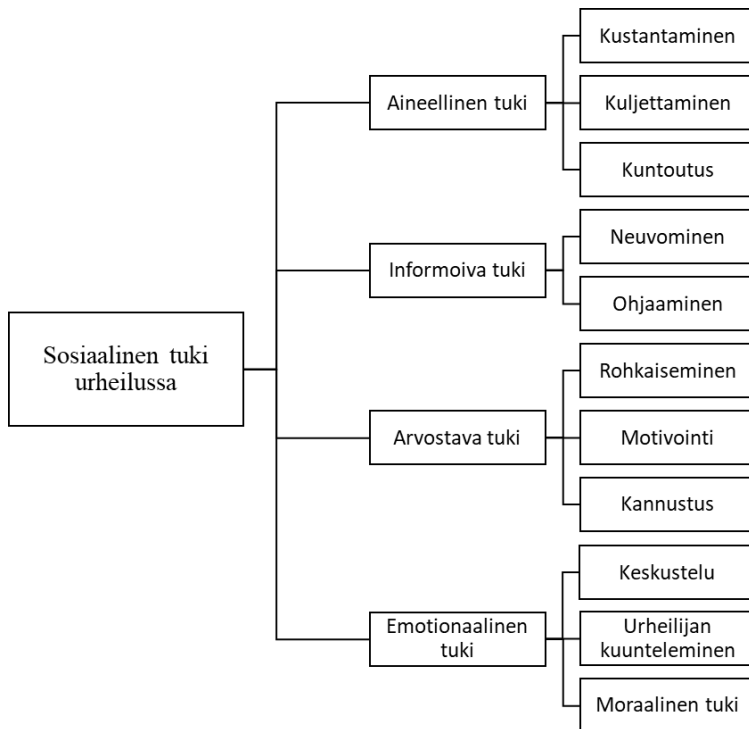 Sosiaalinen tuki
urheilussa
Aineellinen tuki
Kustantaminen
Kuljettaminen
Kuntoutus
Informoiva tuki
Neuvominen
Ohjaaminen
Arvostava tuki
Rohkaiseminen
Motivointi
Kannustus
Emotionaalinen
tuki
Keskustelu
Urheilijan
kuunteleminen
Moraalinen tuki